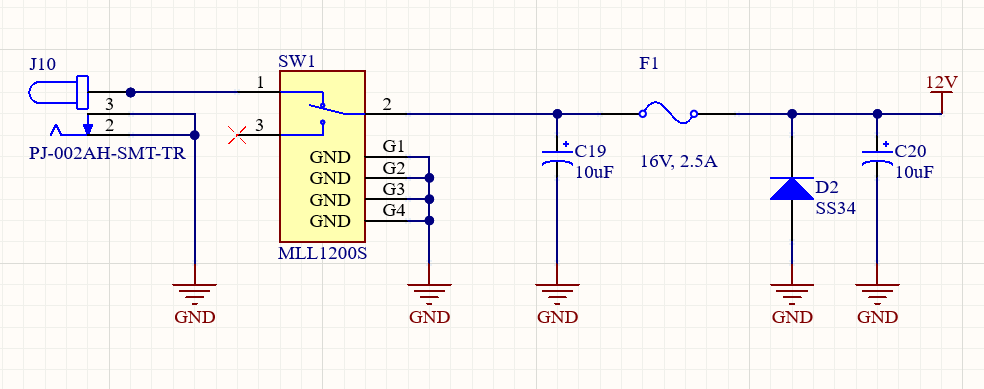 J10
3
2
PJ-002AH-SMT-TR
GND
SW1
1
3
2
GND G1
GND G2
GND G3
GND G4
MLL1200S
GND
C19
10uF
GND
F1
16V, 2.5A
D2
SS34
GND
12V
C20
10uF
GND